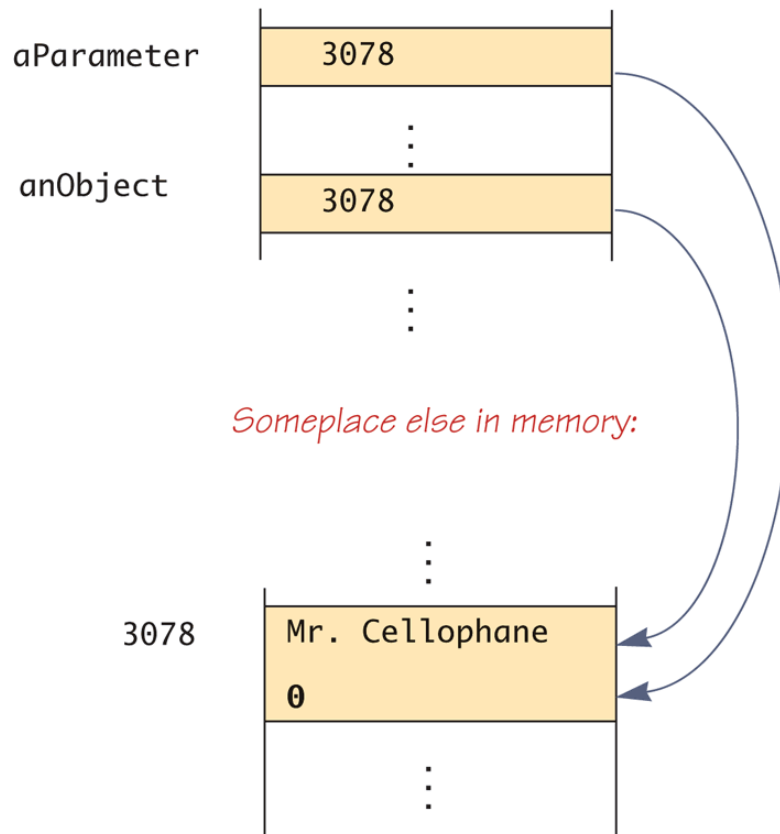 aParameter 3078
anObject 3078
Someplace else in memory:
3078 Mr. Cellophane
0